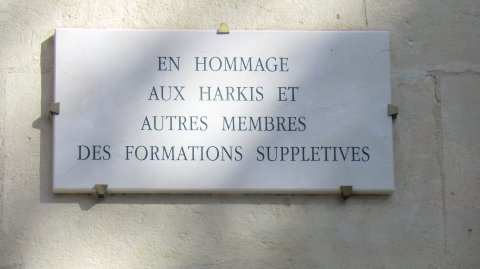 EN HOMMAGE
AUX HARKIS ET
AUTRES MEMBRES
DES FORMATIONS SUPPLETIVES